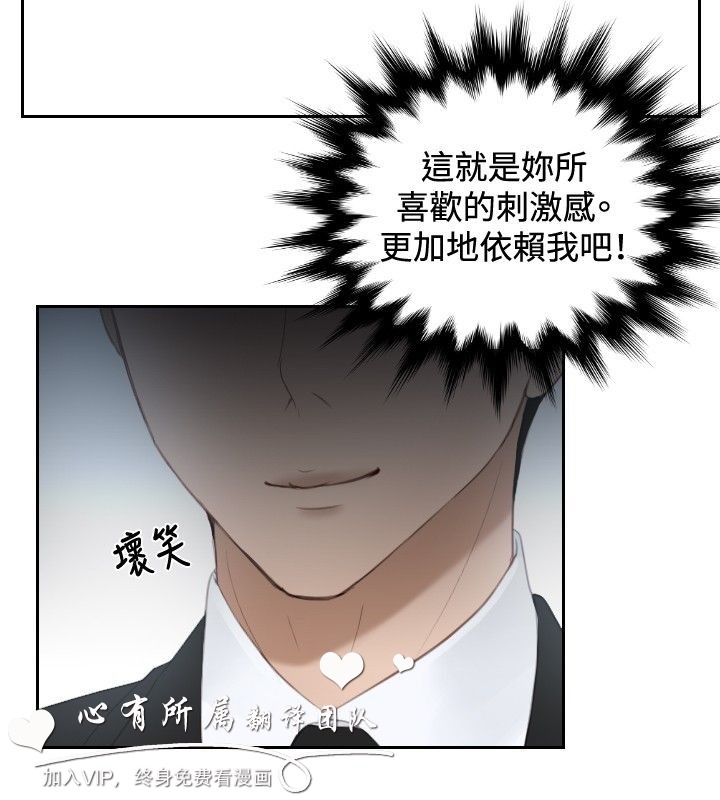 這就是妳所
喜歡的刺激感。
更加地依賴我吧!
壞笑
心有所属翻译团队
加入VIP，终身免费看漫画